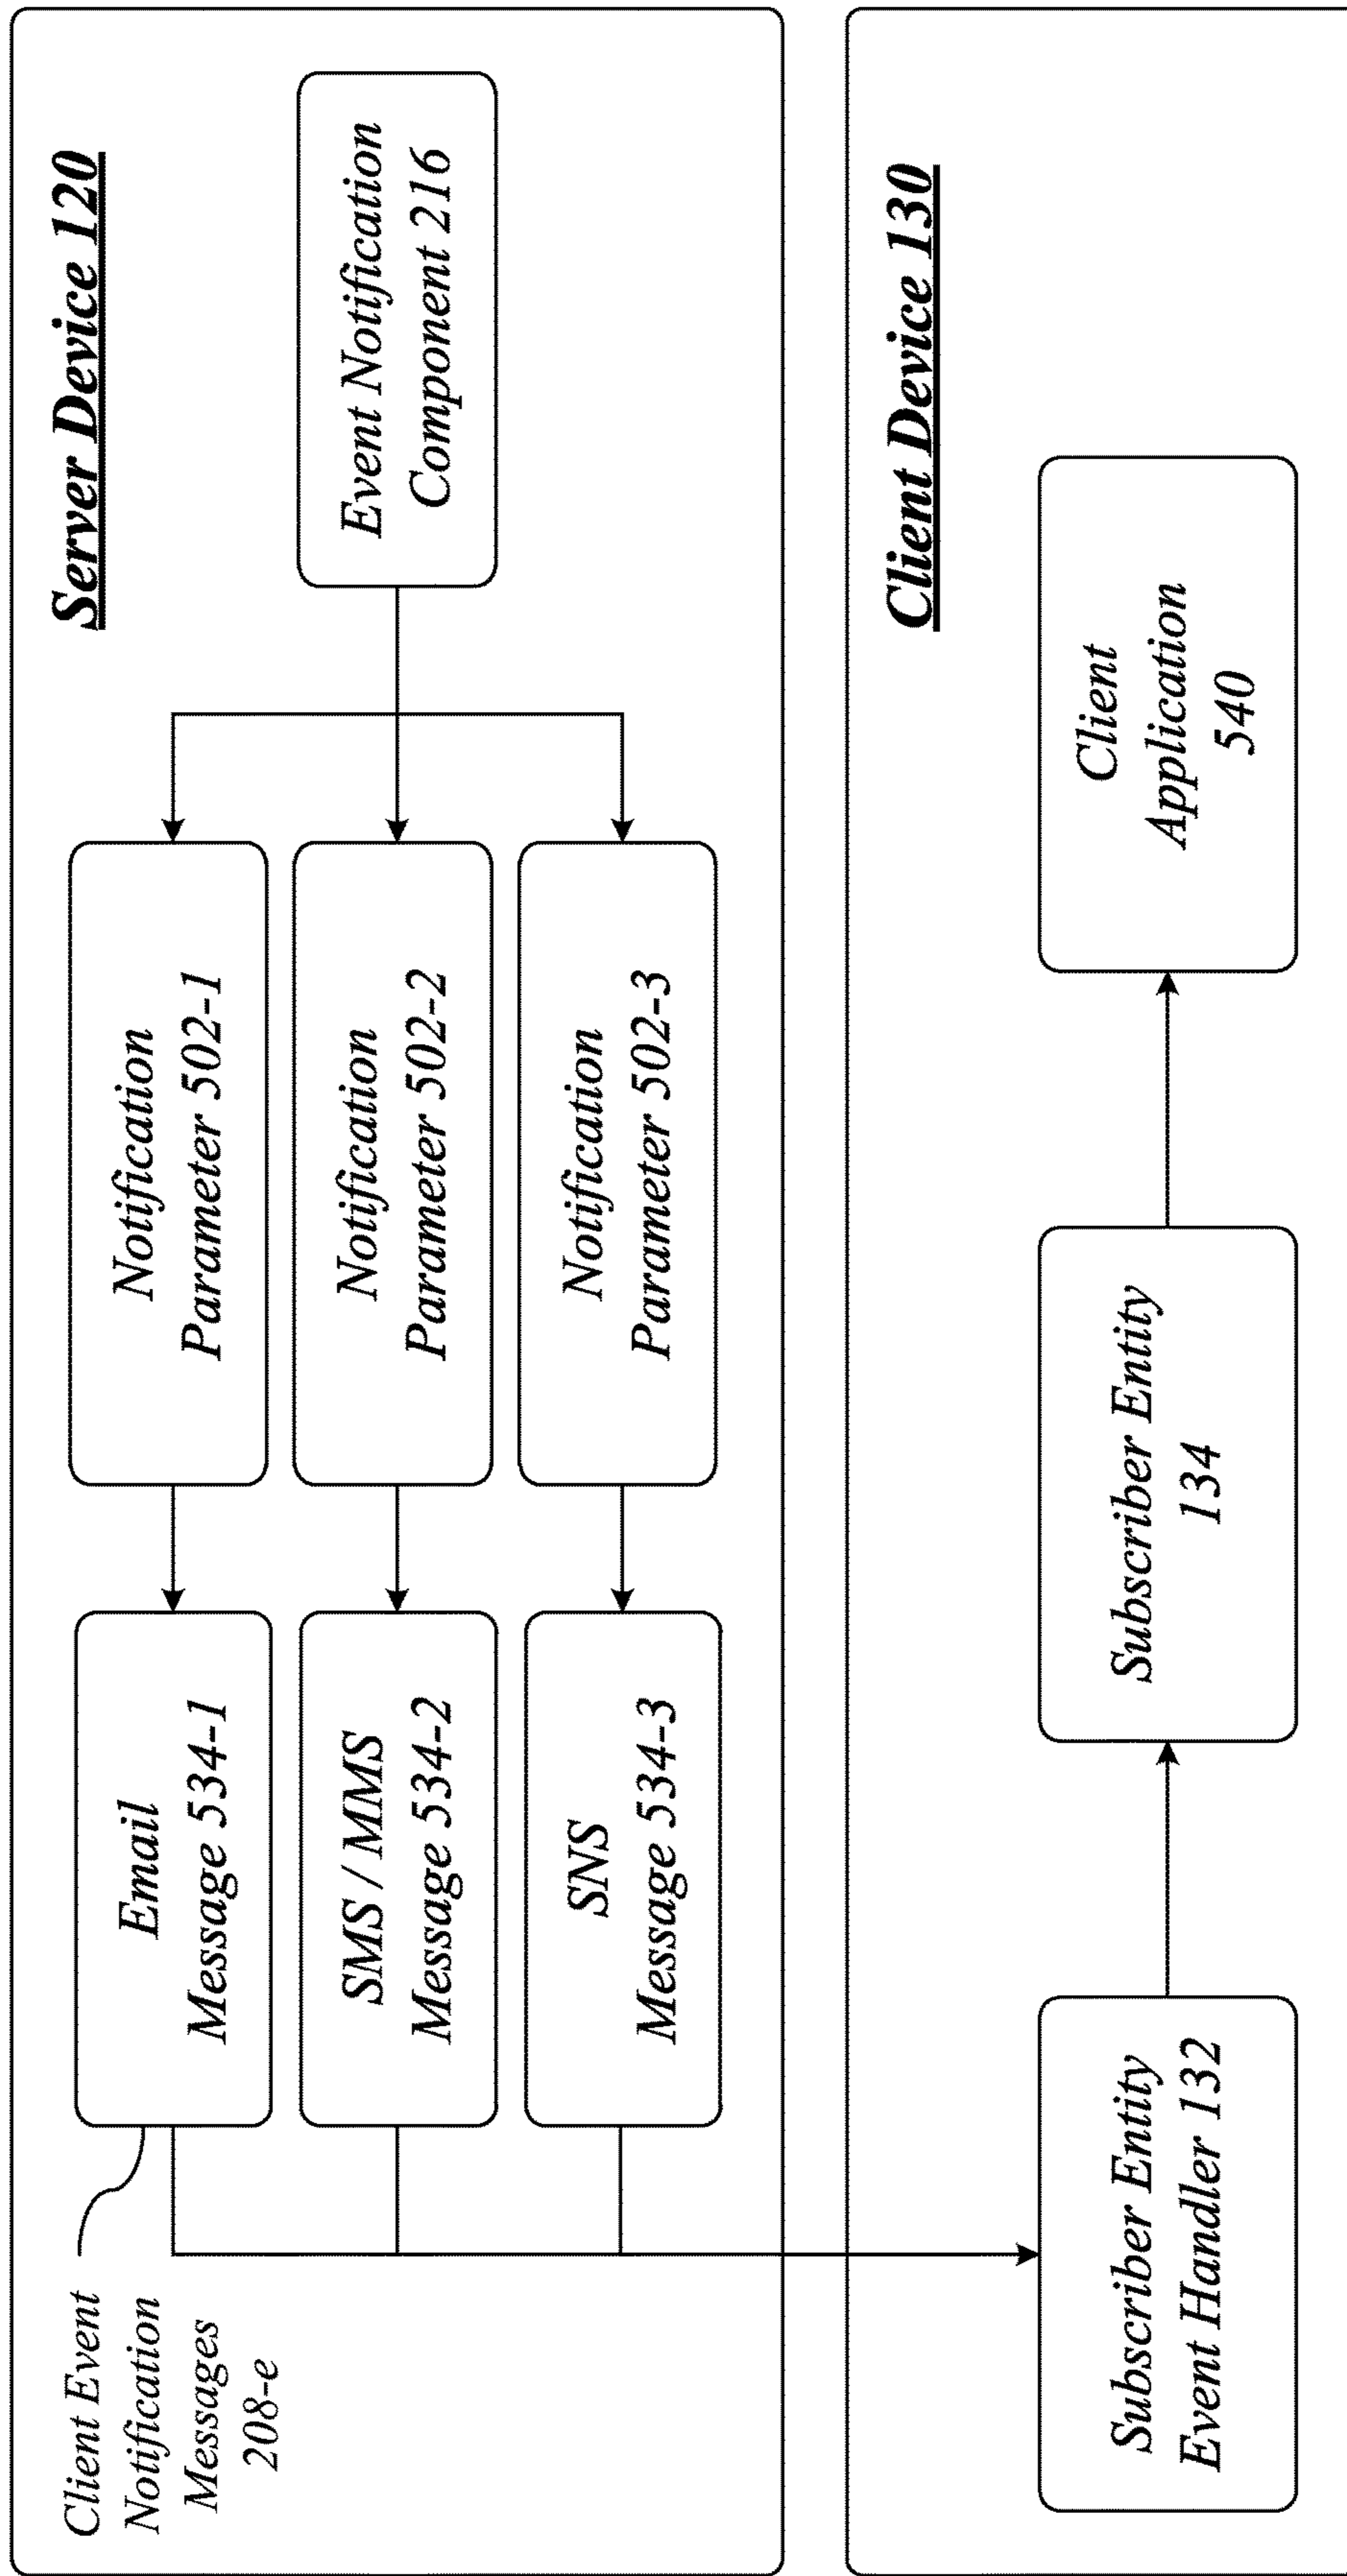 Server Device 120
Client Event
Notification
Messages
208-e
Email
Message 534-1
Notification
Parameter 502-1
SMS / MMS
Message 534-2
Notification
Parameter 502-2
Event Notification
Component 216
SNS
Message 534-3
Notification
Parameter 502-3
Client Device 130
Subscriber Entity
Event Handler 132
Subscriber Entity
134
Client
Application
540